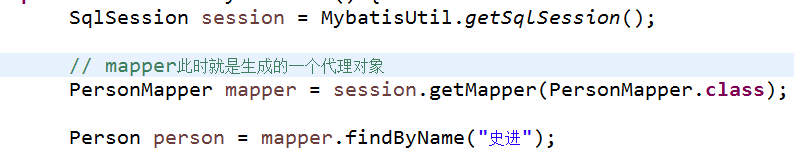 SqlSession session = MybatisUtil.getSqlSession();
// mapper此时就是生成的一个代理对象
PersonMapper mapper = session.getMapper(PersonMapper.class);
Person person = mapper.findByName("史进");